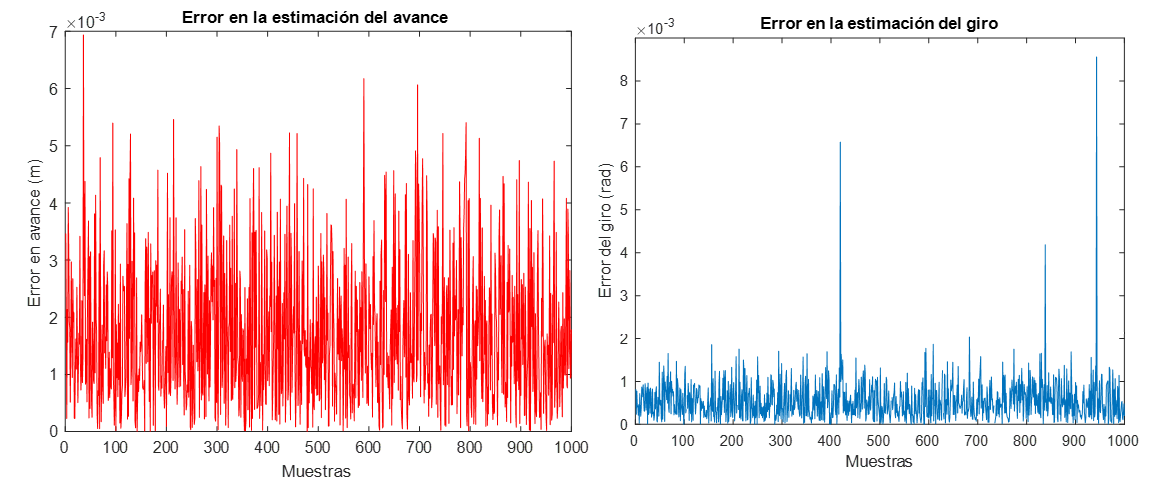 Error en la estimación del avance
×10⁻³
7
6
5
4
3
2
1
0
Error en avance (m)
0 100 200 300 400 500 600 700 800 900 1000
Muestras
Error en la estimación del giro
×10⁻³
8
7
6
5
4
3
2
1
0
Error del giro (rad)
0 100 200 300 400 500 600 700 800 900 1000
Muestras